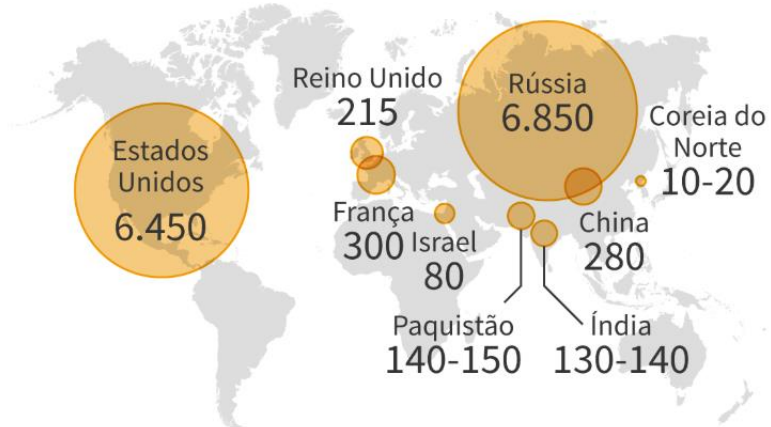 Estados
Unidos
6.450
Reino Unido
215
França
300
Israel
80
Rússia
6.850
Coreia do
Norte
10-20
China
280
Paquistão
140-150
Índia
130-140